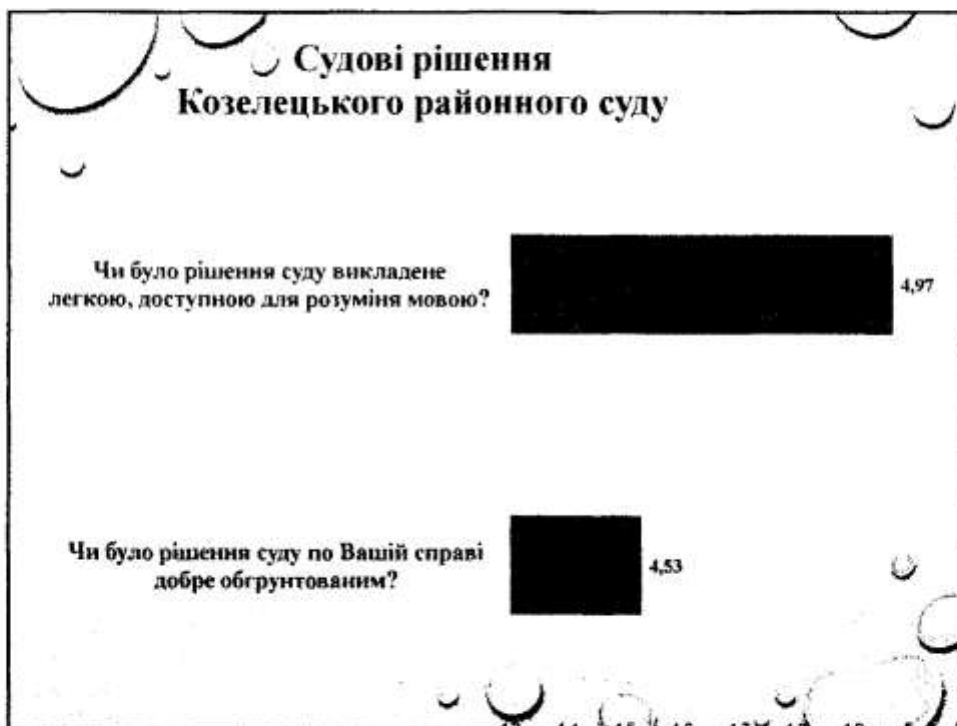 Судові рішення
Козелецького районного суду
Чи було рішення суду викладене
легкою, доступною для розуміня мовою?
4,97
Чи було рішення суду по Вашій справі
добре обгрунтованим?
4,53